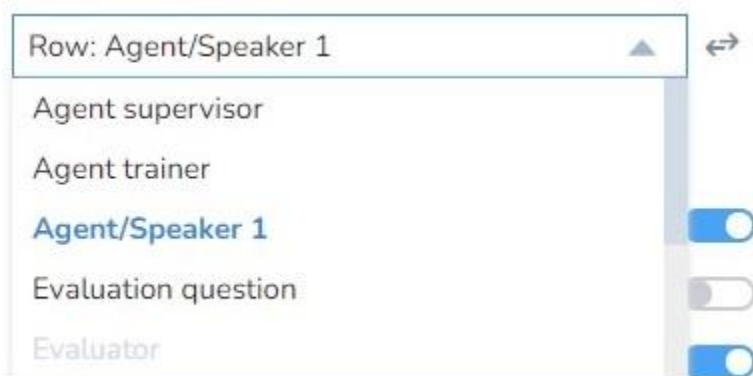 Row: Agent/Speaker 1
Agent supervisor
Agent trainer
Agent/Speaker 1
Evaluation question
Evaluator